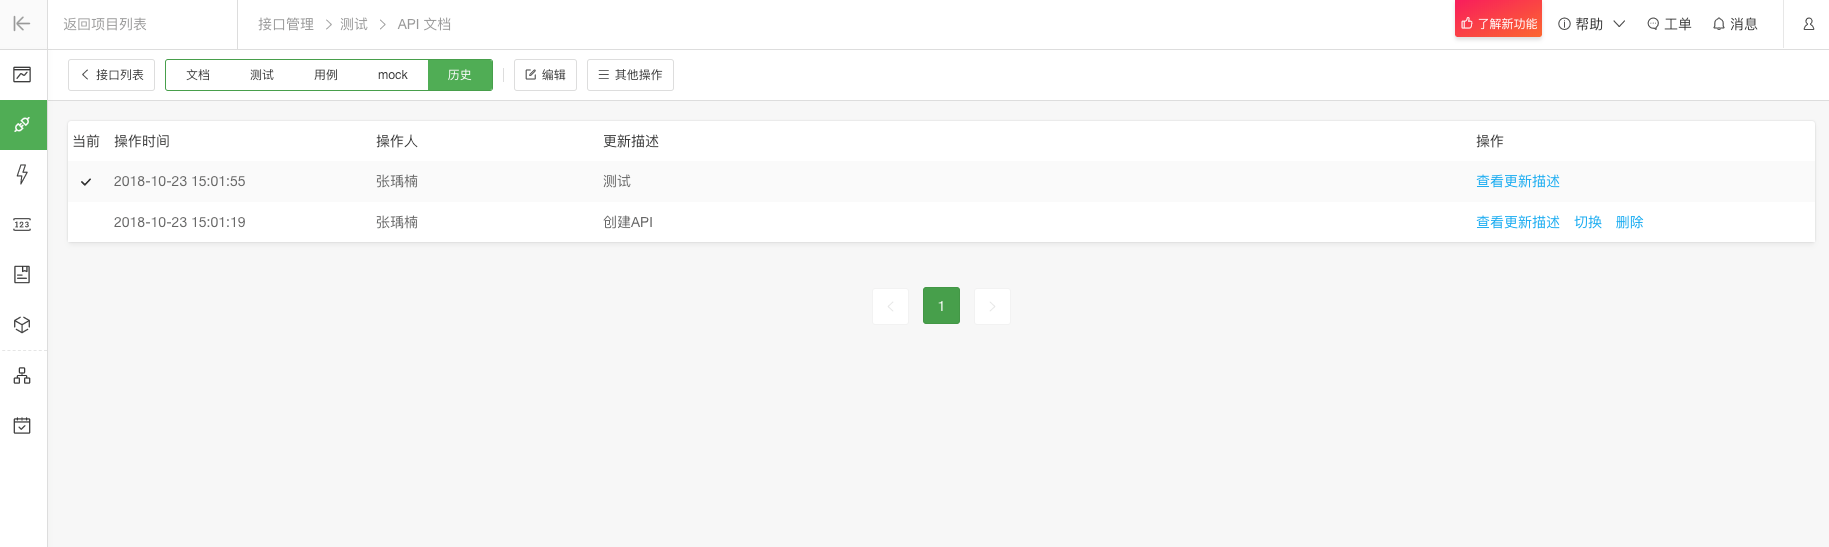 返回项目列表 接口管理 > 测试 > API 文档 了解新功能 帮助 工单 消息
接口列表 文档 测试 用例 mock 历史 编辑 其他操作
当前 操作时间 操作人 更新描述 操作
2018-10-23 15:01:55 张瑀楠 测试 查看更新描述
123
2018-10-23 15:01:19 张瑀楠 创建API 查看更新描述 切换 删除
1